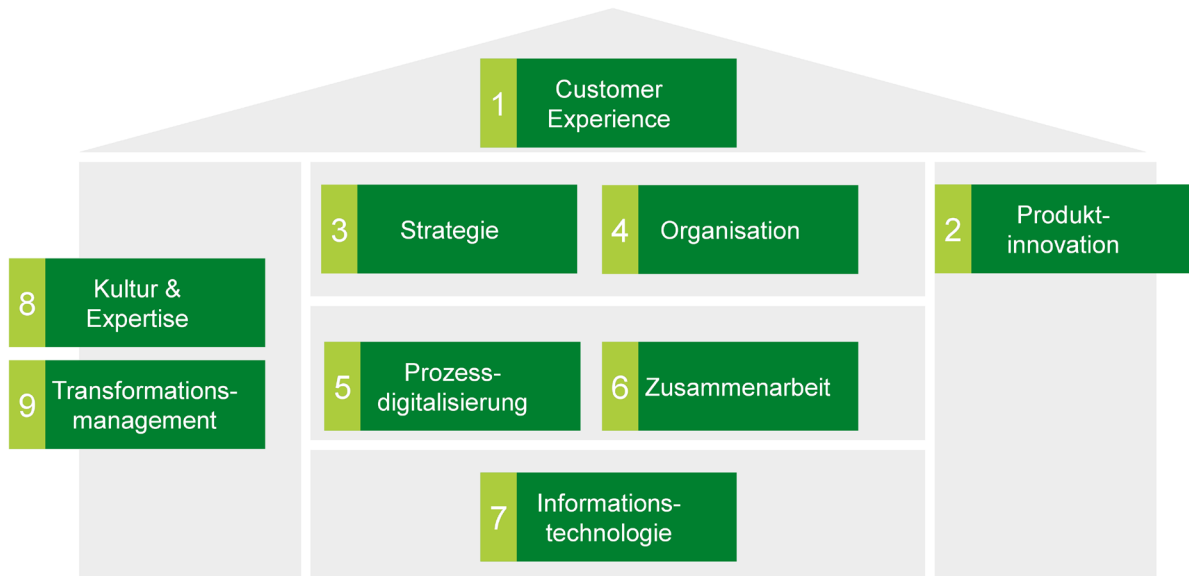 1
Customer
Experience
3
Strategie
4
Organisation
2
Produkt-
innovation
8
Kultur &
Expertise
9
Transformations-
management
5
Prozess-
digitalisierung
6
Zusammenarbeit
7
Informations-
technologie